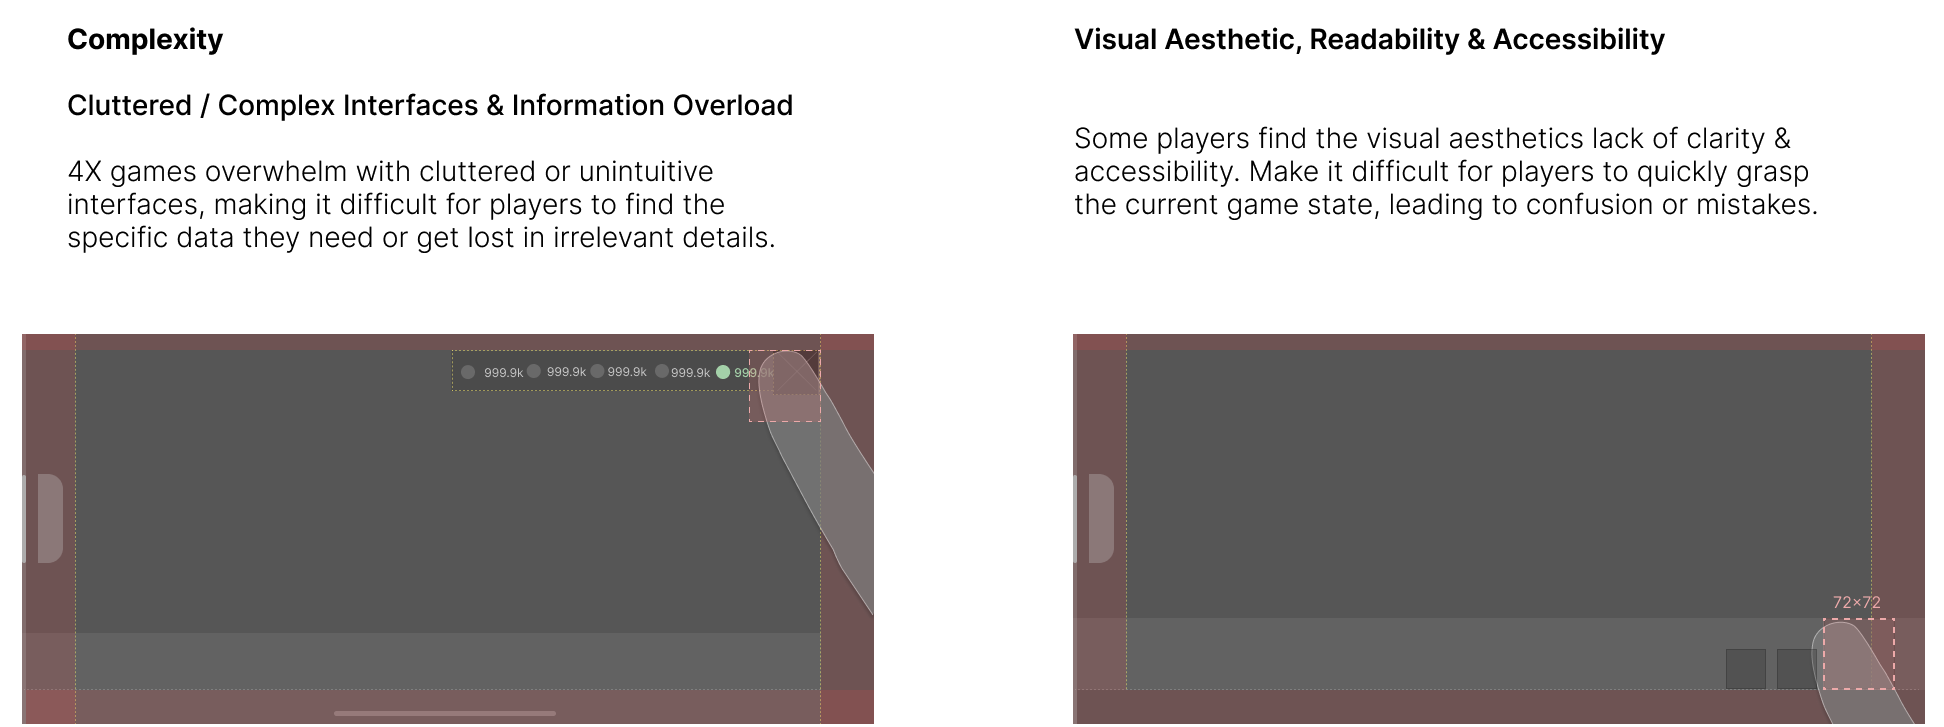 Complexity
Cluttered / Complex Interfaces & Information Overload
4X games overwhelm with cluttered or unintuitive
interfaces, making it difficult for players to find the
specific data they need or get lost in irrelevant details.
999.9k 999.9k 999.9k 999.9k 999.9k
Visual Aesthetic, Readability & Accessibility
Some players find the visual aesthetics lack of clarity &
accessibility. Make it difficult for players to quickly grasp
the current game state, leading to confusion or mistakes.
72×72